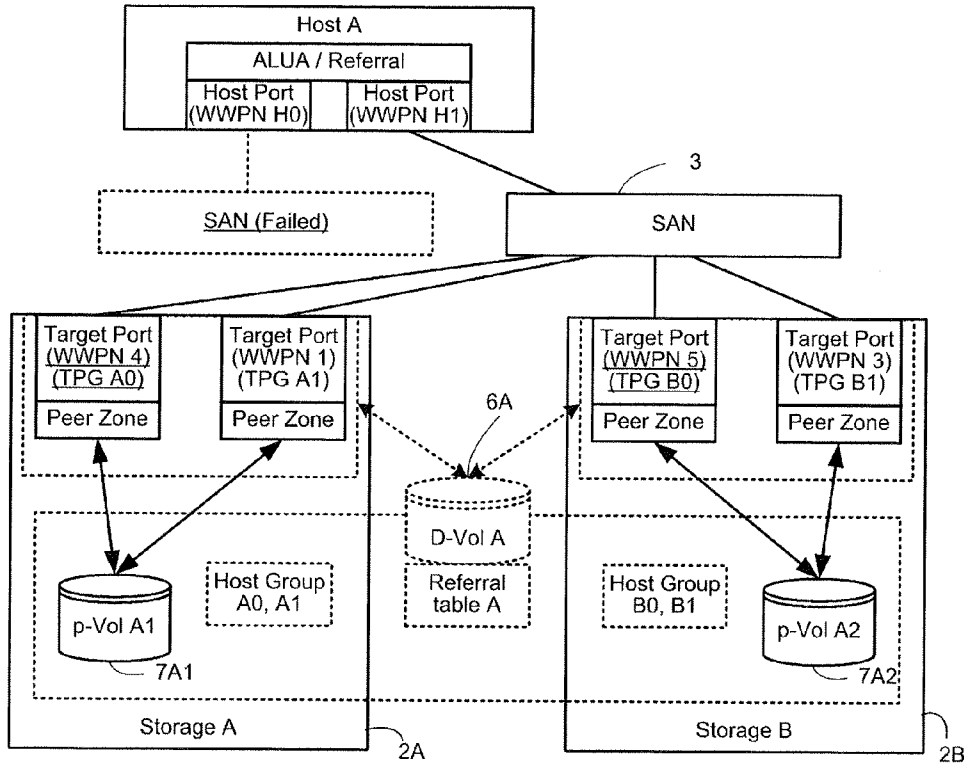 Host A
ALUA / Referral
Host Port
(WWPN H0)
Host Port
(WWPN H1)
3
SAN (Failed)
SAN
Target Port
(WWPN 4)
(TPG A0)
Peer Zone
Target Port
(WWPN 1)
(TPG A1)
Peer Zone
6A
Target Port
(WWPN 5)
(TPG B0)
Peer Zone
Target Port
(WWPN 3)
(TPG B1)
Peer Zone
D-Vol A
Referral
table A
Host Group
A0, A1
Host Group
B0, B1
p-Vol A1
7A1
p-Vol A2
7A2
Storage A
2A
Storage B
2B